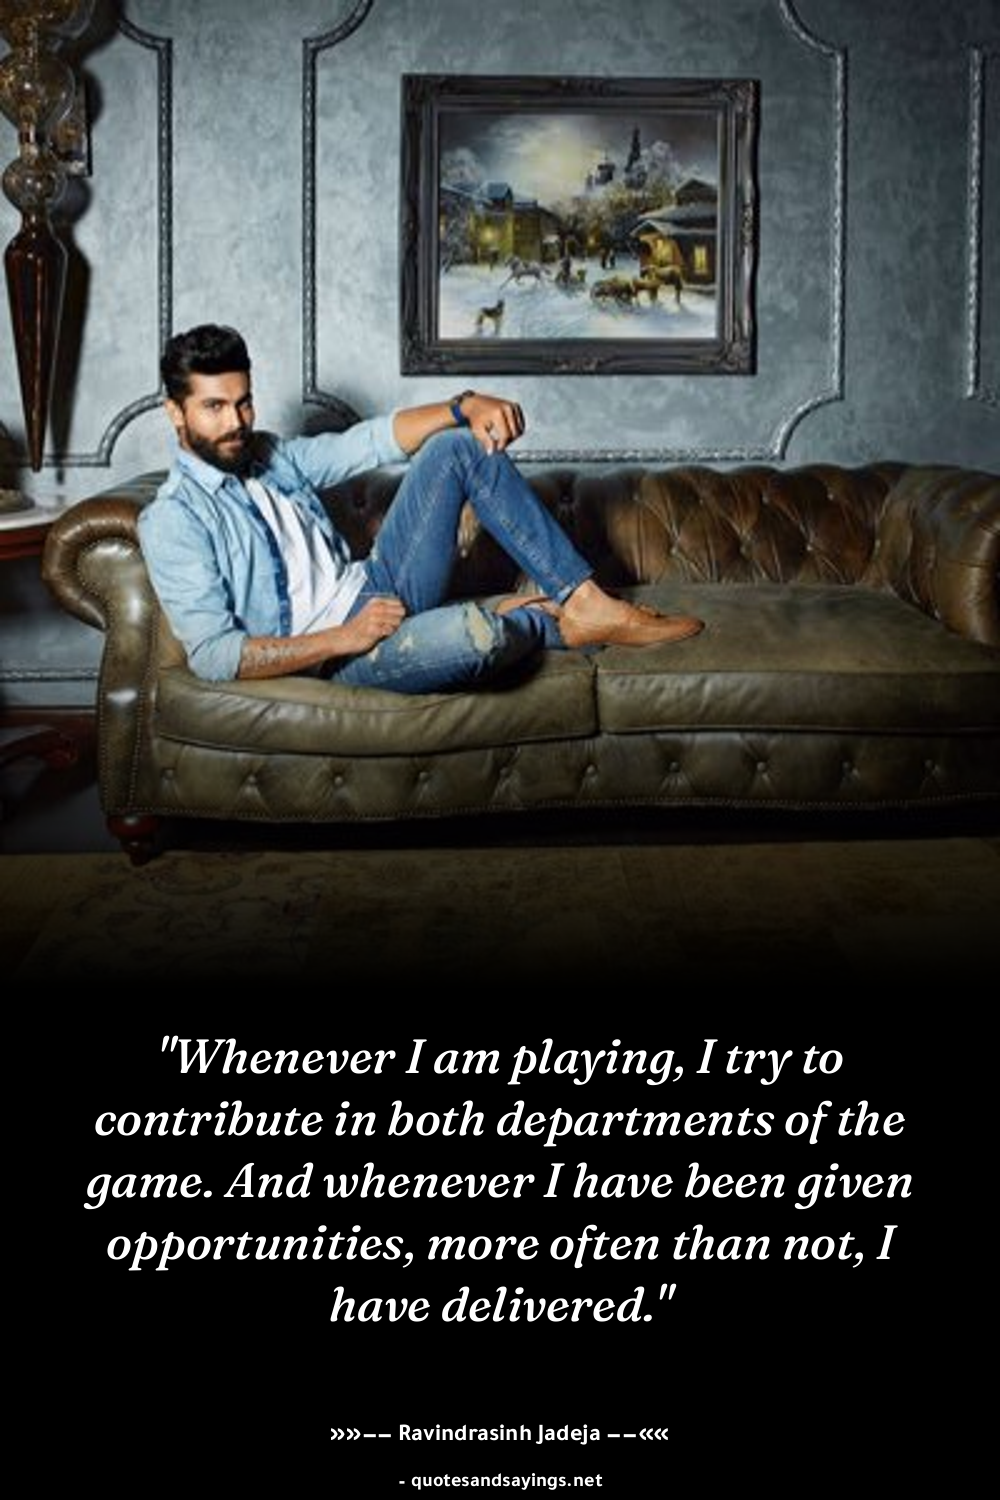 "Whenever I am playing, I try to
contribute in both departments of the
game. And whenever I have been given
opportunities, more often than not, I
have delivered."
»»−− Ravindrasinh Jadeja −−««
- quotesandsayings.net